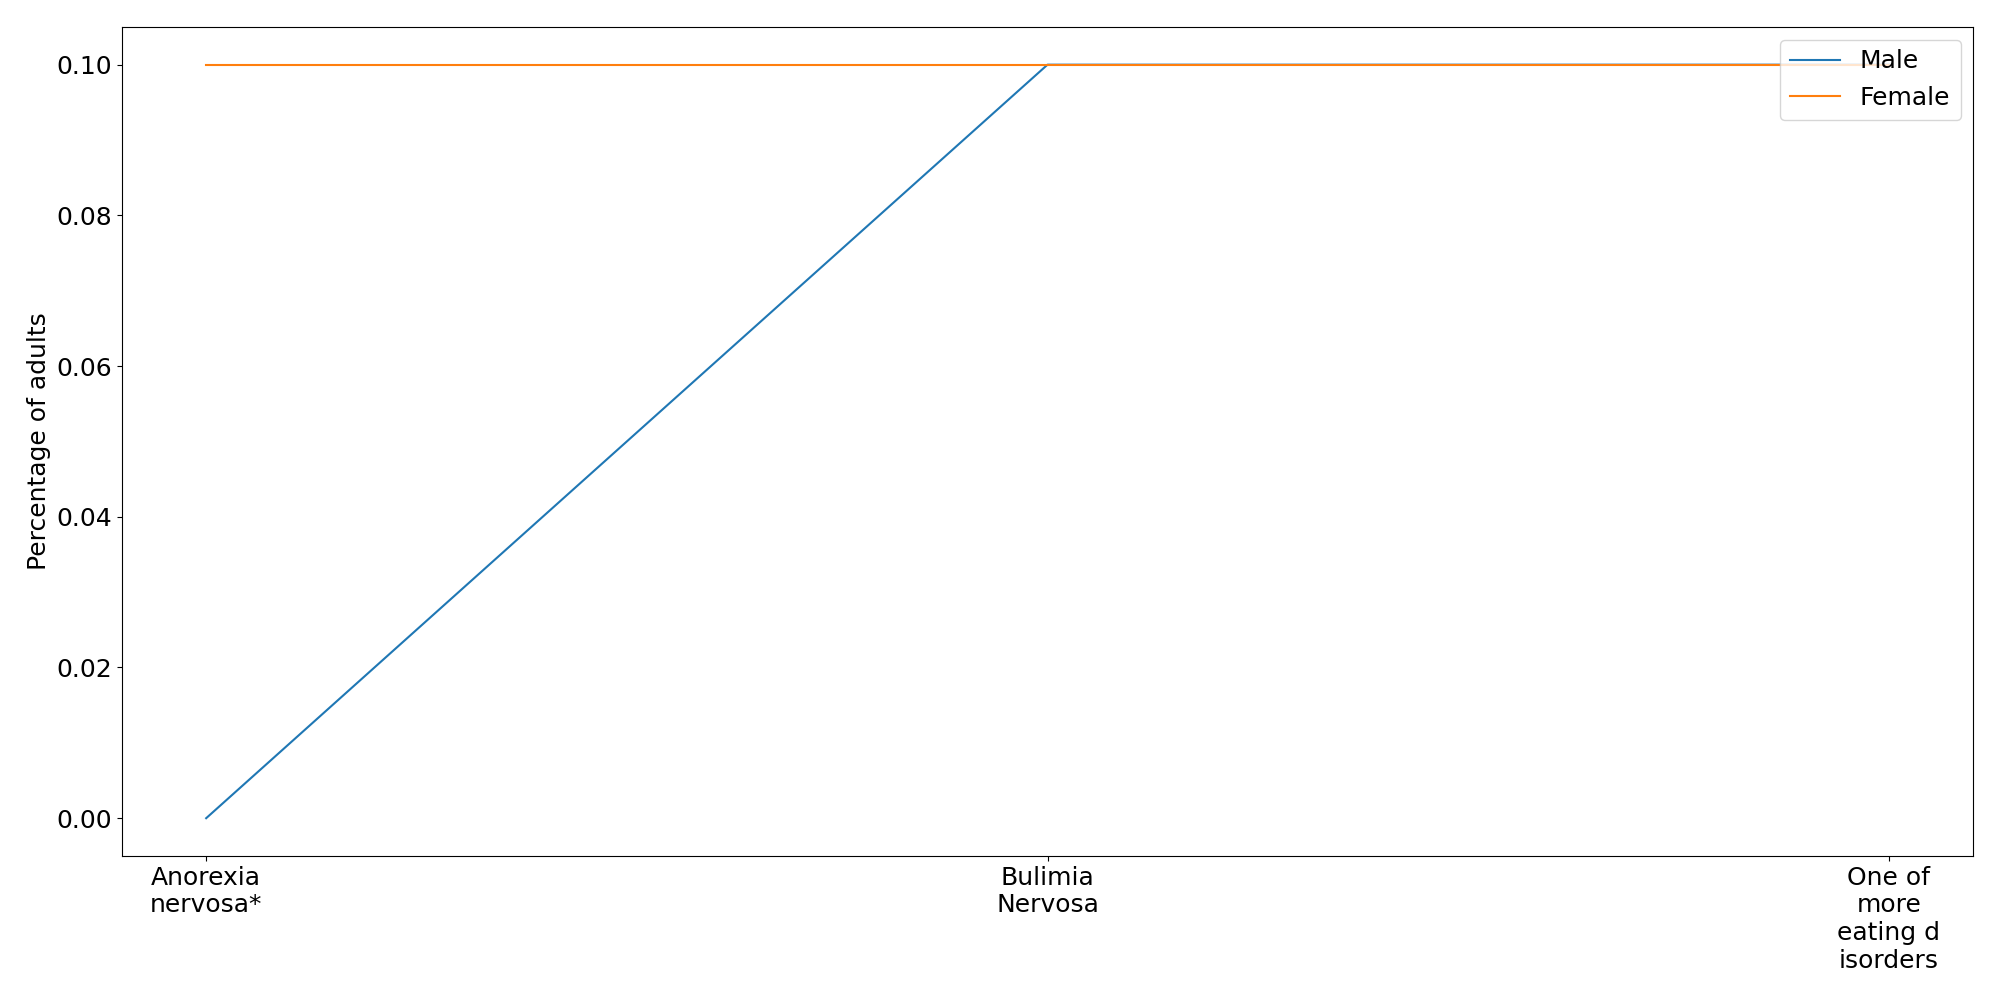 Male
Female
0.10
0.08
0.06
0.04
0.02
0.00
Percentage of adults
Anorexia
nervosa*
Bulimia
Nervosa
One of
more
eating d
isorders